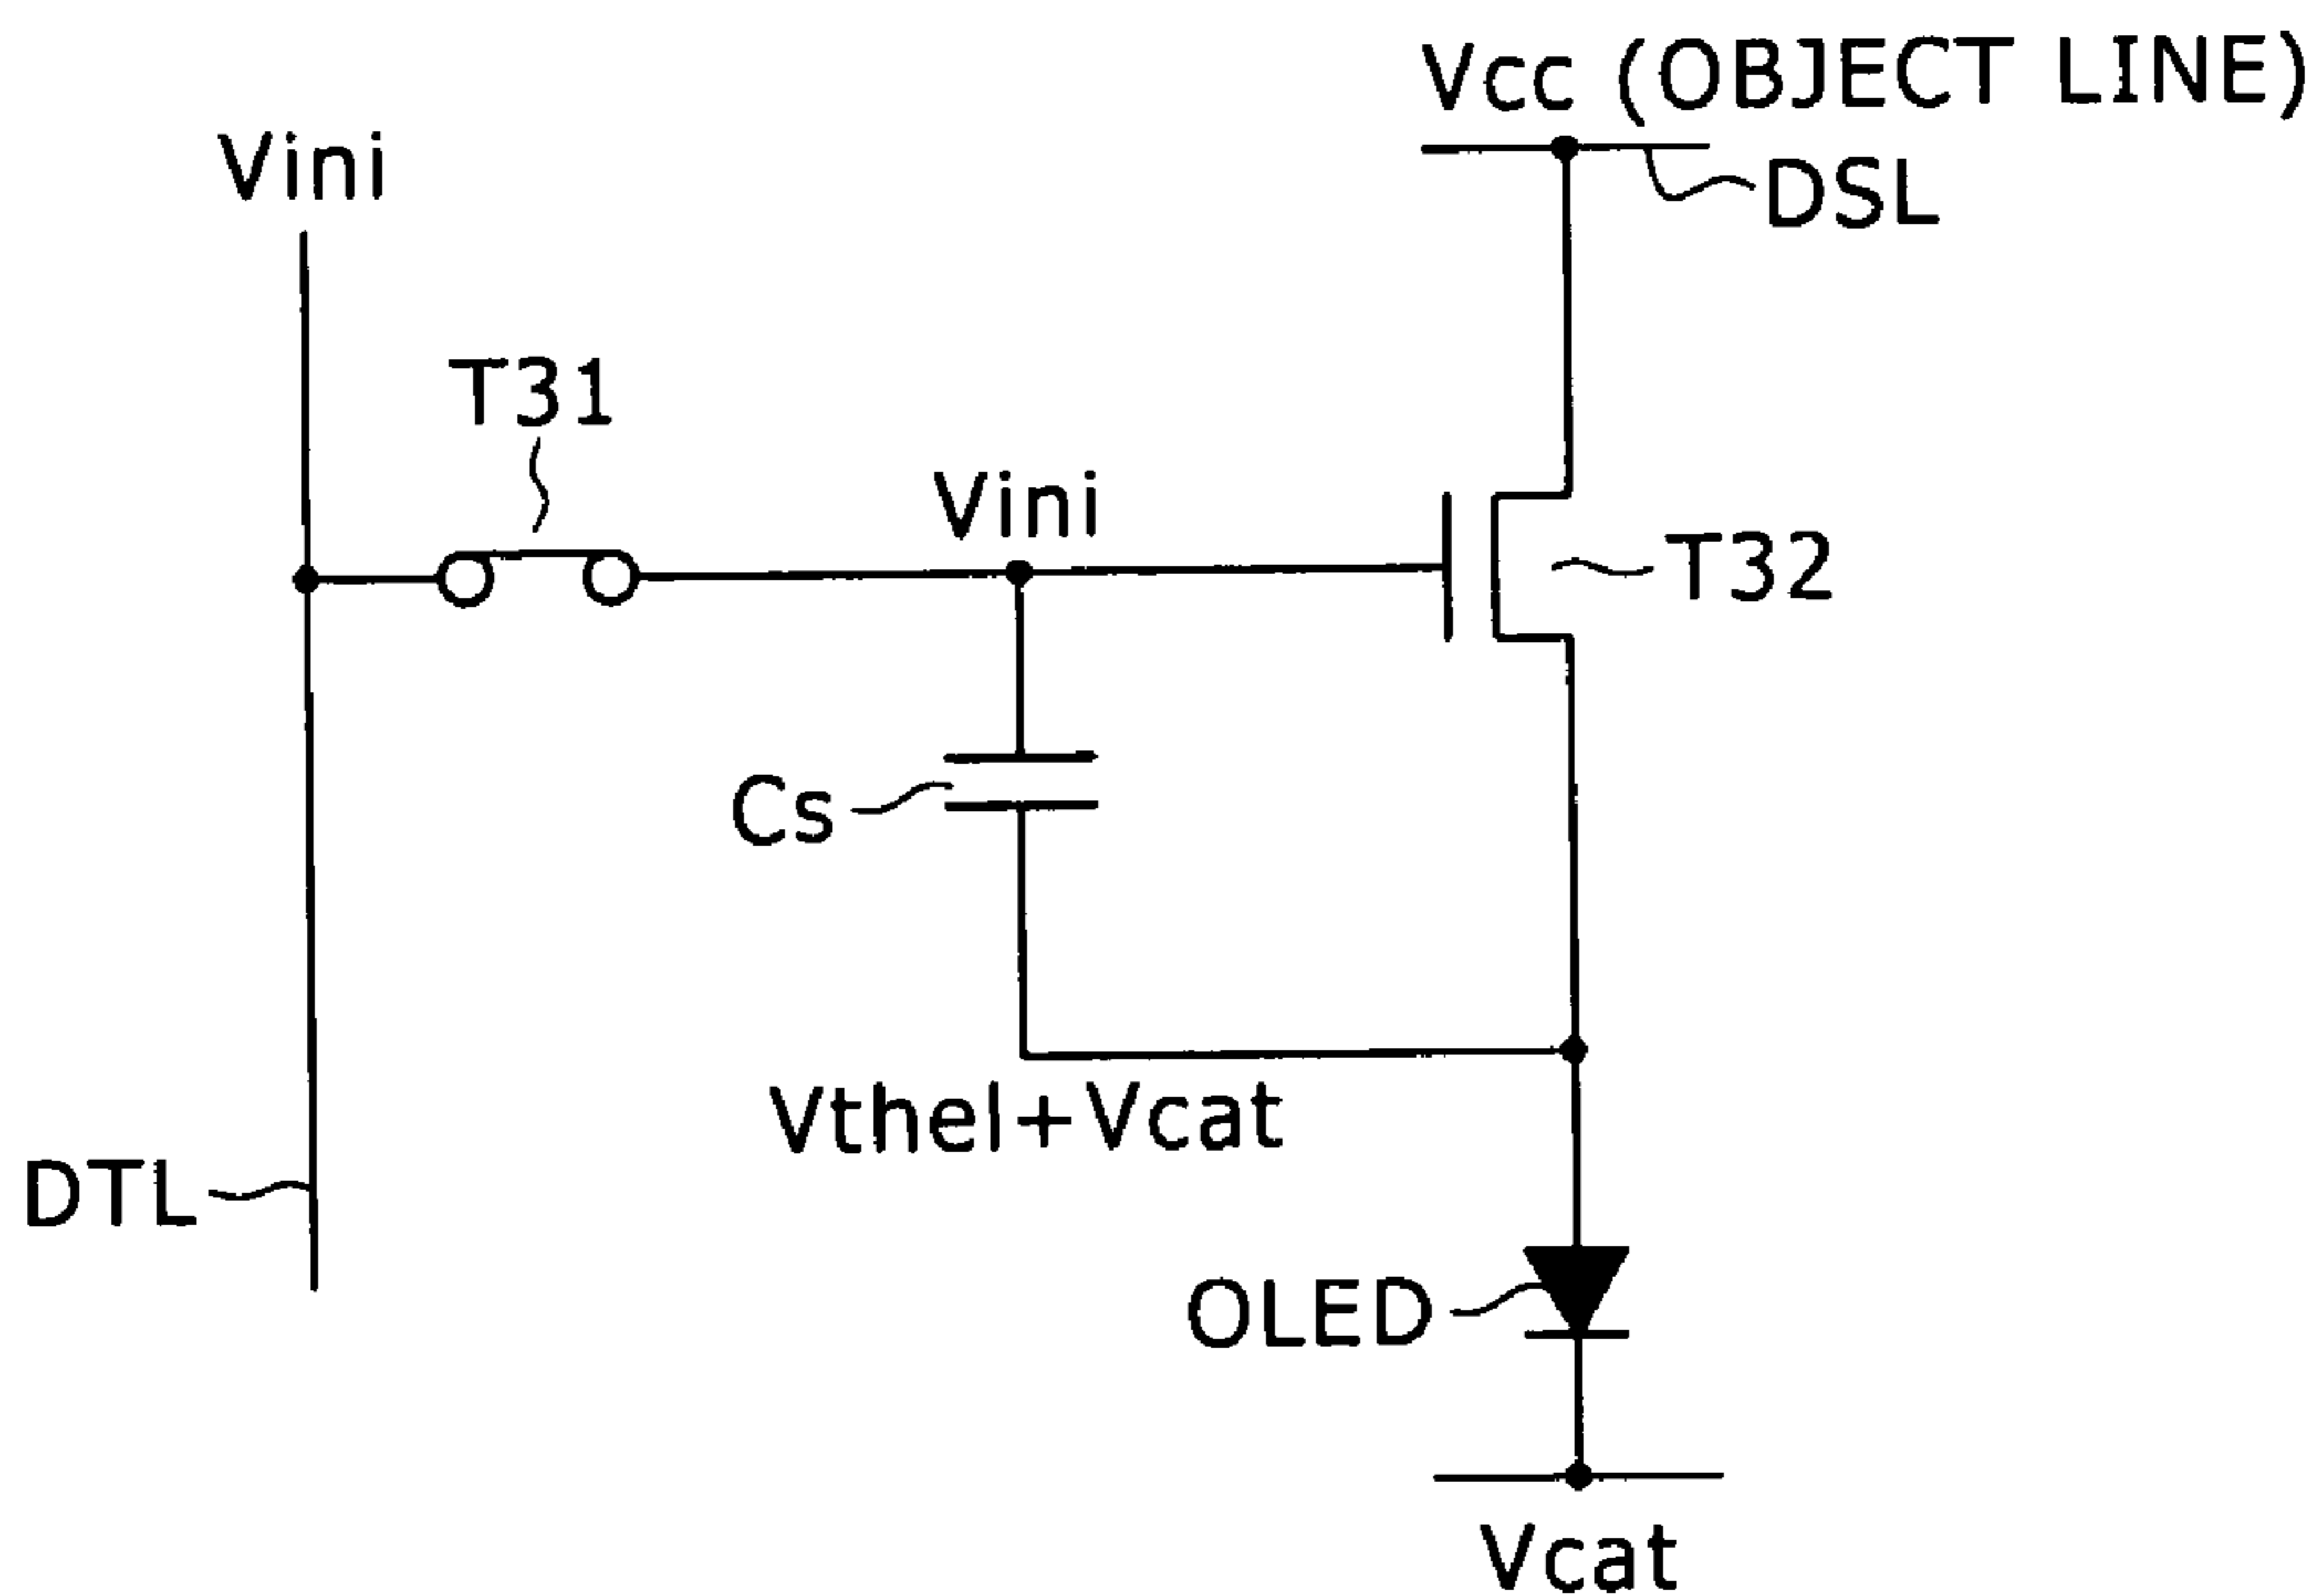 Vcc (OBJECT LINE)
Vini
DSL
T31
Vini
T32
Cs
Vthel+Vcat
DTL
OLED
Vcat